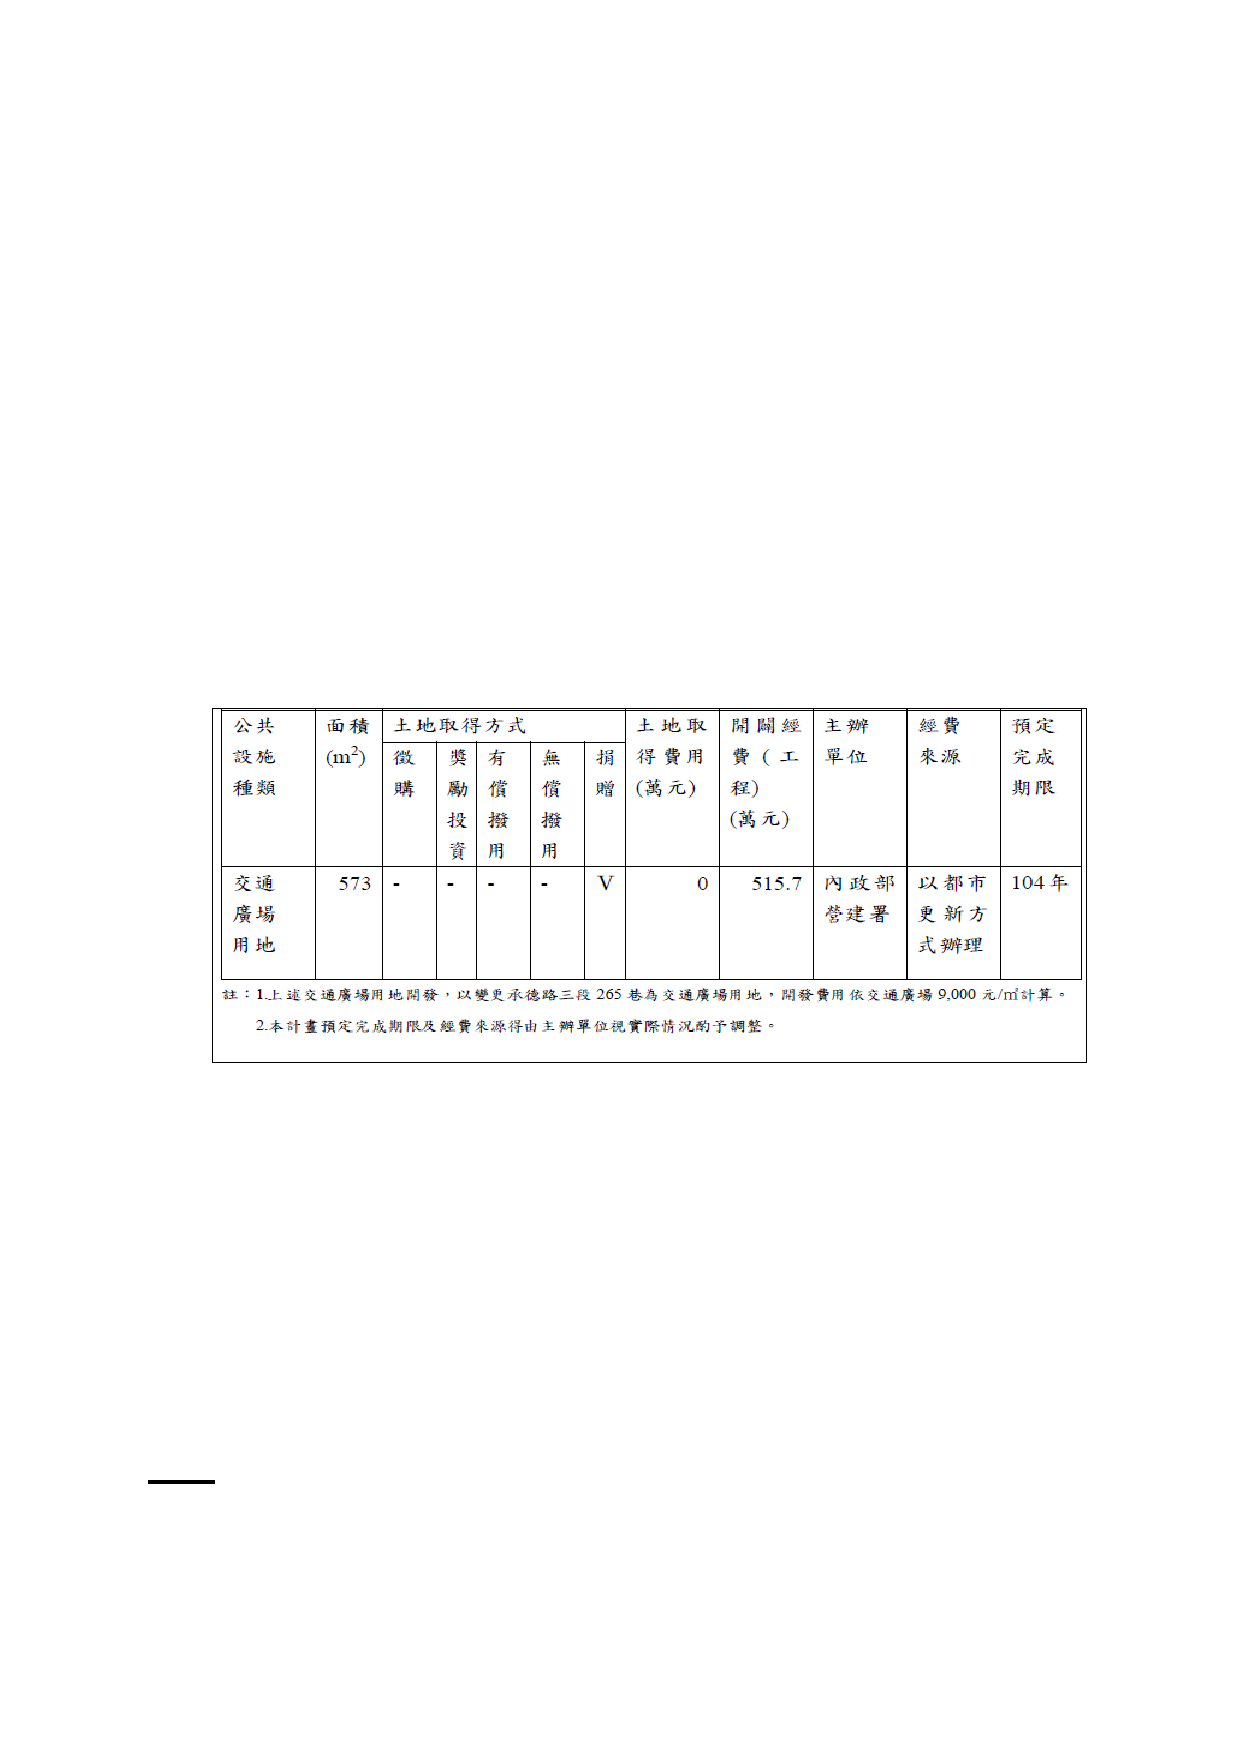 公共設施種類 面積(m²) 土地取得方式 土地取得費用(萬元) 開闢經費(工程)(萬元) 主辦單位 經費來源 預定完成期限
徵購 獎勵投資 有償撥用 無償撥用 捐贈
交通廣場用地 573 - - - - V 0 515.7 內政部營建署 以都市更新方式辦理 104年
註：1.上述交通廣場用地開發，以變更承德路三段 265 巷為交通廣場用地，開發費用依交通廣場 9,000 元/㎡計算。
2.本計畫預定完成期限及經費來源得由主辦單位視實際情況酌予調整。